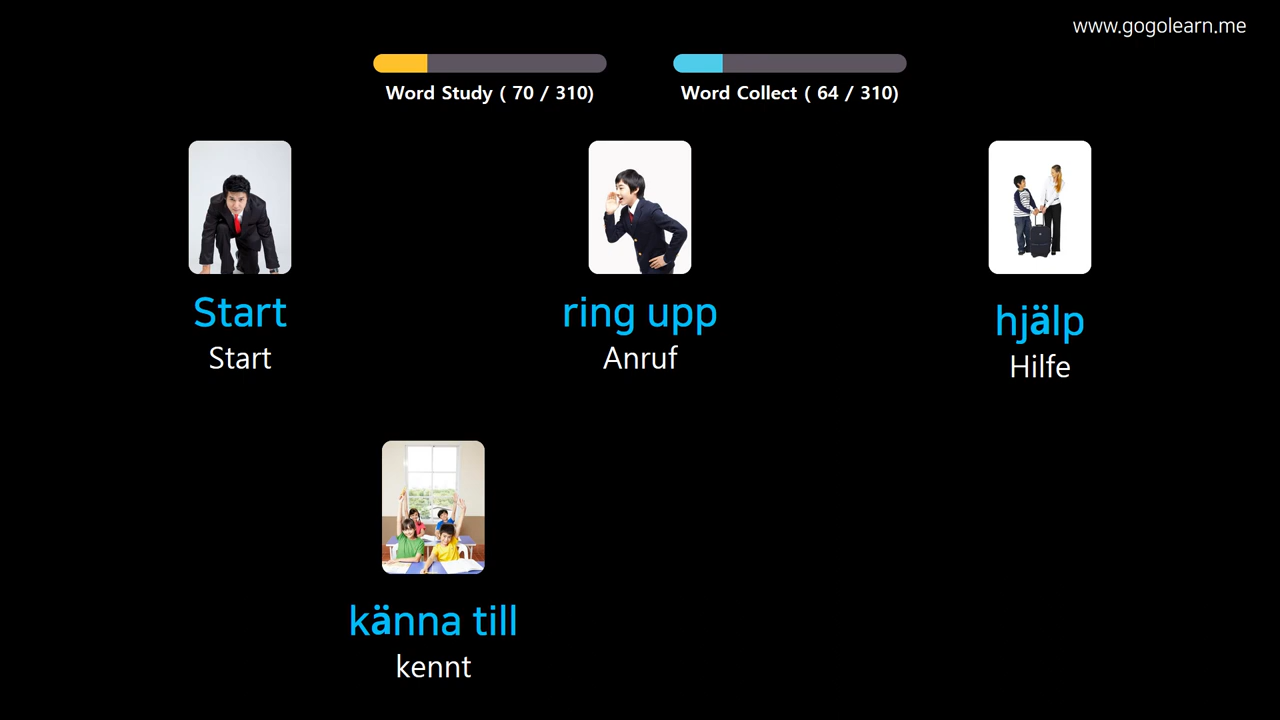 www.gogolearn.me
Word Study ( 70 / 310)
Word Collect ( 64 / 310)
Start
Start
ring upp
Anruf
hjälp
Hilfe
känna till
kennt